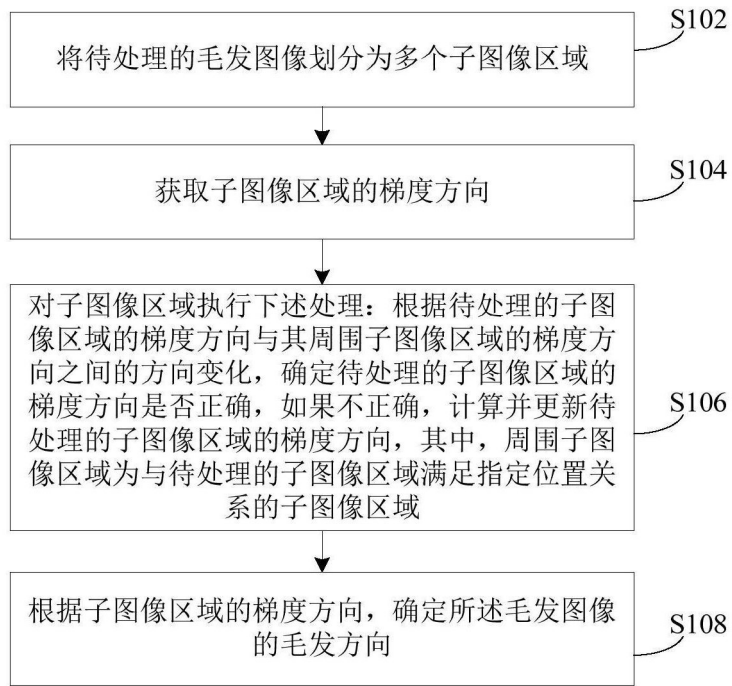 S102
将待处理的毛发图像划分为多个子图像区域
S104
获取子图像区域的梯度方向
对子图像区域执行下述处理：根据待处理的子图
像区域的梯度方向与其周围子图像区域的梯度方
向之间的方向变化，确定待处理的子图像区域的
梯度方向是否正确，如果不正确，计算并更新待
处理的子图像区域的梯度方向，其中，周围子图
像区域为与待处理的子图像区域满足指定位置关
系的子图像区域
S106
根据子图像区域的梯度方向，确定所述毛发图像
的毛发方向
S108